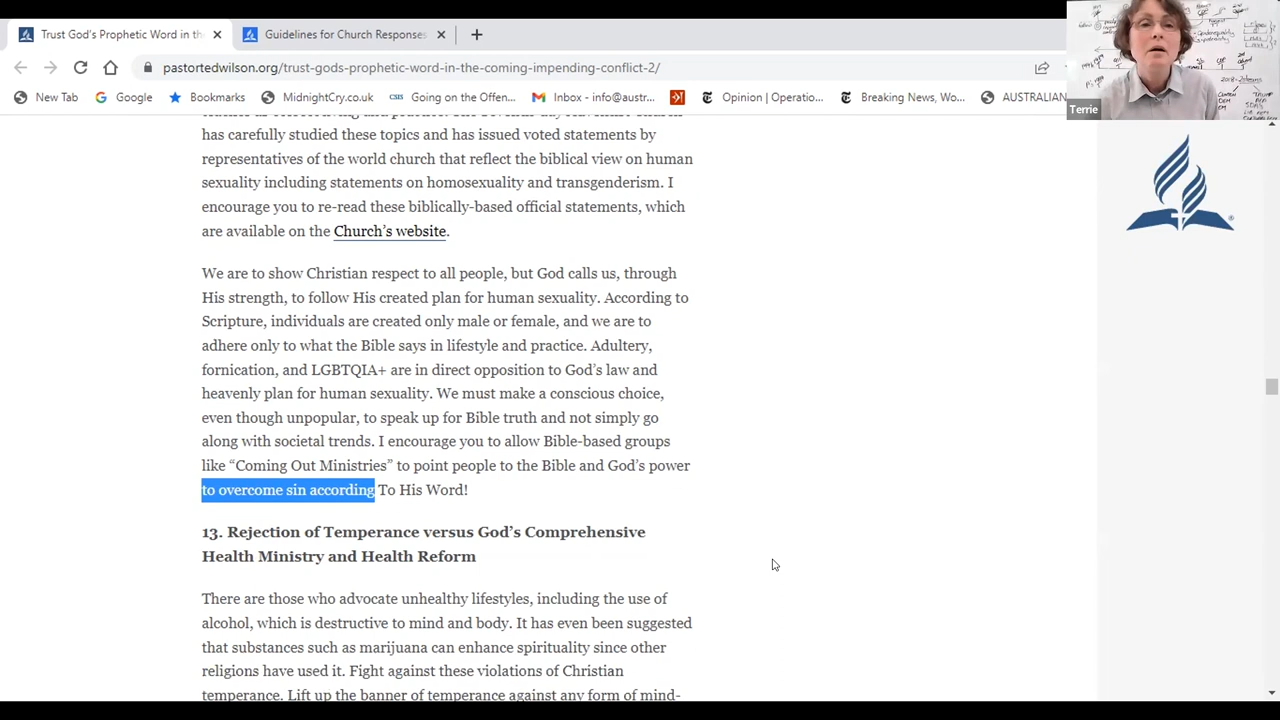 Trust God's Prophetic Word in the
Guidelines for Church Responses
pastortedwilson.org/trust-gods-prophetic-word-in-the-coming-impending-conflict-2/
New Tab
Google
Bookmarks
MidnightCry.co.uk
CSIS
Going on the Offen...
Inbox - info@austr...
Opinion | Operatio...
Breaking News, Wo...
AUSTRALIAN
Terrie
has carefully studied these topics and has issued voted statements by
representatives of the world church that reflect the biblical view on human
sexuality including statements on homosexuality and transgenderism. I
encourage you to re-read these biblically-based official statements, which
are available on the Church's website.
We are to show Christian respect to all people, but God calls us, through
His strength, to follow His created plan for human sexuality. According to
Scripture, individuals are created only male or female, and we are to
adhere only to what the Bible says in lifestyle and practice. Adultery,
fornication, and LGBTQIA+ are in direct opposition to God's law and
heavenly plan for human sexuality. We must make a conscious choice,
even though unpopular, to speak up for Bible truth and not simply go
along with societal trends. I encourage you to allow Bible-based groups
like “Coming Out Ministries” to point people to the Bible and God's power
to overcome sin according To His Word!
13. Rejection of Temperance versus God's Comprehensive
Health Ministry and Health Reform
There are those who advocate unhealthy lifestyles, including the use of
alcohol, which is destructive to mind and body. It has even been suggested
that substances such as marijuana can enhance spirituality since other
religions have used it. Fight against these violations of Christian
temperance. Lift up the banner of temperance against any form of mind-